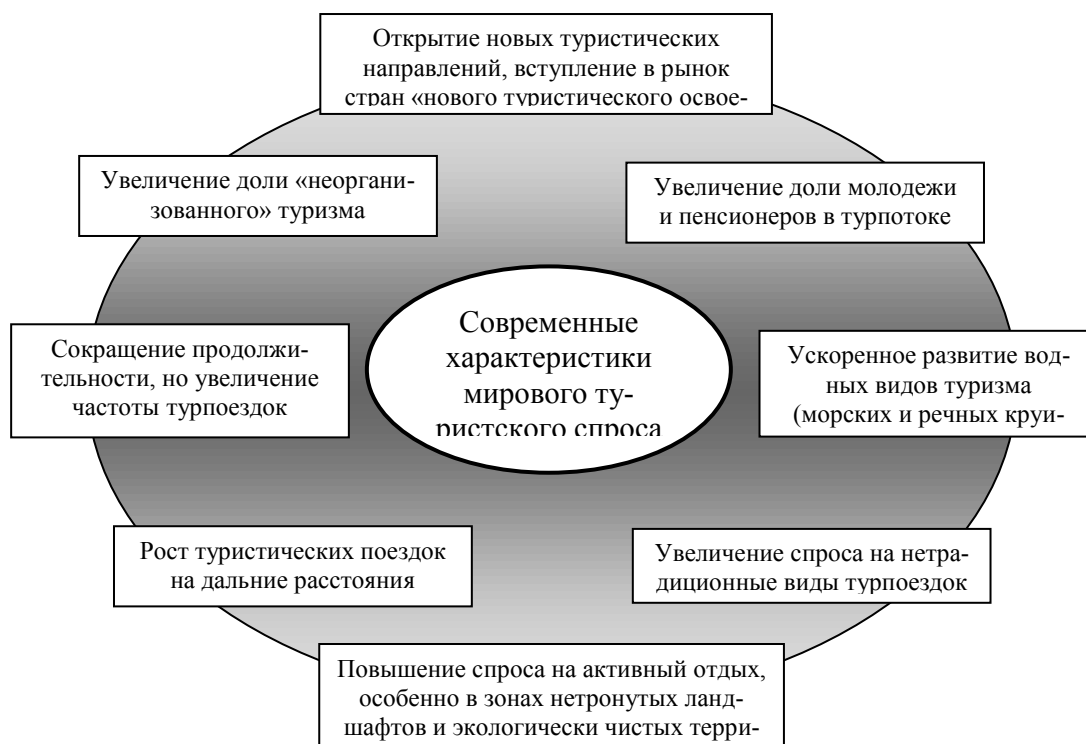 Открытие новых туристических
направлений, вступление в рынок
стран «нового туристического освое-
Увеличение доли «неоргани-
зованного» туризма
Увеличение доли молодежи
и пенсионеров в турпотоке
Современные
характеристики
мирового ту-
ристского спроса
Сокращение продолжи-
тельности, но увеличение
частоты турпоездок
Ускоренное развитие вод-
ных видов туризма
(морских и речных круи-
Рост туристических поездок
на дальние расстояния
Увеличение спроса на нетра-
диционные виды турпоездок
Повышение спроса на активный отдых,
особенно в зонах нетронутых ланд-
шафтов и экологически чистых терри-